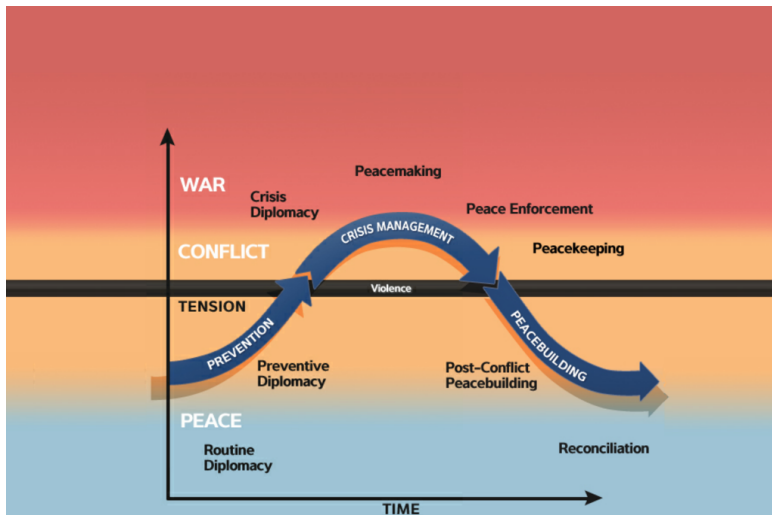 WAR
Peacemaking
Crisis
Diplomacy
Peace Enforcement
CONFLICT
CRISIS MANAGEMENT
Peacekeeping
Violence
TENSION
PREVENTION
PEACEBUILDING
Preventive
Diplomacy
Post-Conflict
Peacebuilding
PEACE
Routine
Diplomacy
Reconciliation
TIME